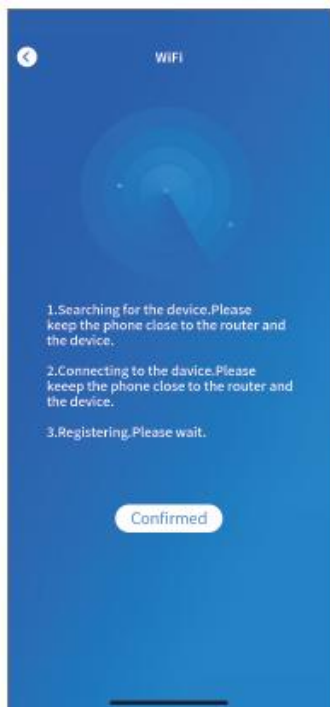 WiFi
1.Searching for the device.Please
keep the phone close to the router and
the device.
2.Connecting to the davice.Please
keeep the phone close to the router and
the device.
3.Registering.Please wait.
Confirmed